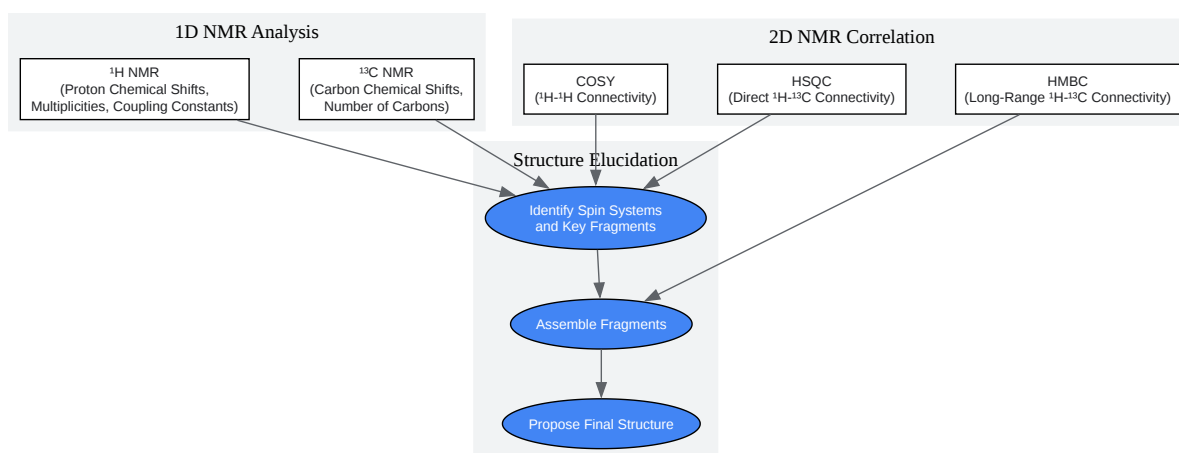 1D NMR Analysis
¹H NMR
(Proton Chemical Shifts,
Multiplicities, Coupling Constants)
¹³C NMR
(Carbon Chemical Shifts,
Number of Carbons)
2D NMR Correlation
COSY
(¹H-¹H Connectivity)
HSQC
(Direct ¹H-¹³C Connectivity)
HMBC
(Long-Range ¹H-¹³C Connectivity)
Structure Elucidation
Identify Spin Systems
and Key Fragments
Assemble Fragments
Propose Final Structure